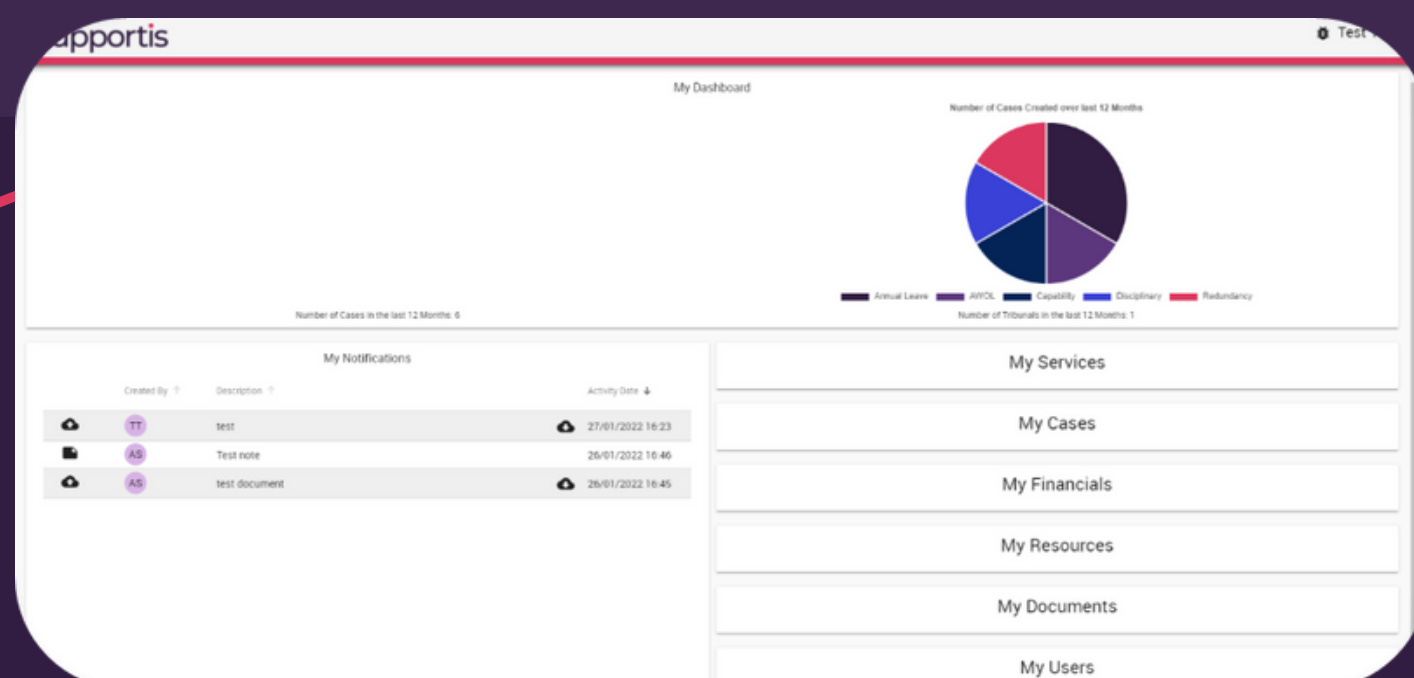 apportis
Test
My Dashboard
Number of Cases Created over last 12 Months
Annual Leave AWOL Capability Disciplinary Redundancy
Number of Cases in the last 12 Months: 6
Number of Tribunals in the last 12 Months: 1
My Notifications
Created By Description Activity Date
TT test 27/01/2022 16:23
AS Test note 26/01/2022 16:46
AS test document 26/01/2022 16:45
My Services
My Cases
My Financials
My Resources
My Documents
My Users